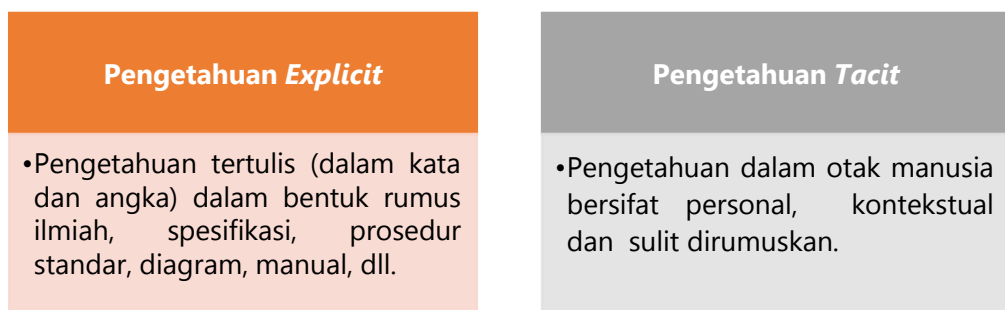 Pengetahuan Explicit
•Pengetahuan tertulis (dalam kata
dan angka) dalam bentuk rumus
ilmiah, spesifikasi, prosedur
standar, diagram, manual, dll.
Pengetahuan Tacit
•Pengetahuan dalam otak manusia
bersifat personal, kontekstual
dan sulit dirumuskan.